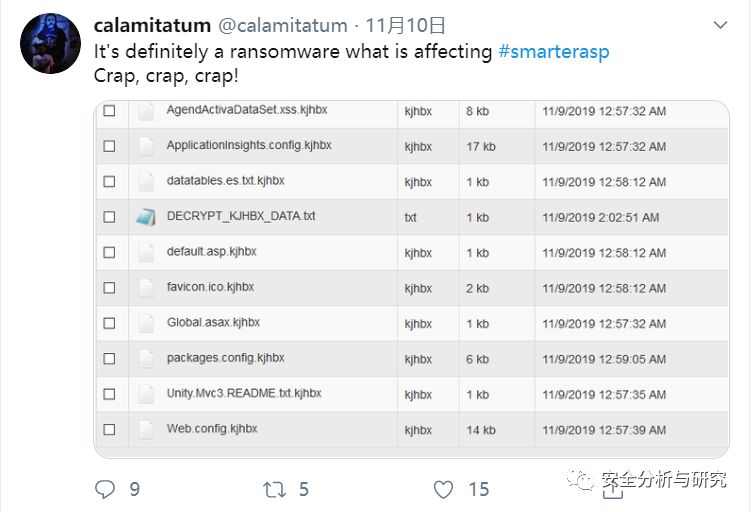 calamitatum @calamitatum · 11月10日
It's definitely a ransomware what is affecting #smarterasp
Crap, crap, crap!
AgendActivaDataSet.xss.kjhbx kjhbx 8 kb 11/9/2019 12:57:32 AM
ApplicationInsights.config.kjhbx kjhbx 17 kb 11/9/2019 12:57:32 AM
datatables.es.txt.kjhbx kjhbx 1 kb 11/9/2019 12:58:12 AM
DECRYPT_KJHBX_DATA.txt txt 1 kb 11/9/2019 2:02:51 AM
default.asp.kjhbx kjhbx 1 kb 11/9/2019 12:58:12 AM
favicon.ico.kjhbx kjhbx 2 kb 11/9/2019 12:58:12 AM
Global.asax.kjhbx kjhbx 1 kb 11/9/2019 12:57:32 AM
packages.config.kjhbx kjhbx 6 kb 11/9/2019 12:59:05 AM
Unity.Mvc3.README.txt.kjhbx kjhbx 1 kb 11/9/2019 12:57:35 AM
Web.config.kjhbx kjhbx 14 kb 11/9/2019 12:57:39 AM
9 5 15
安全分析与研究